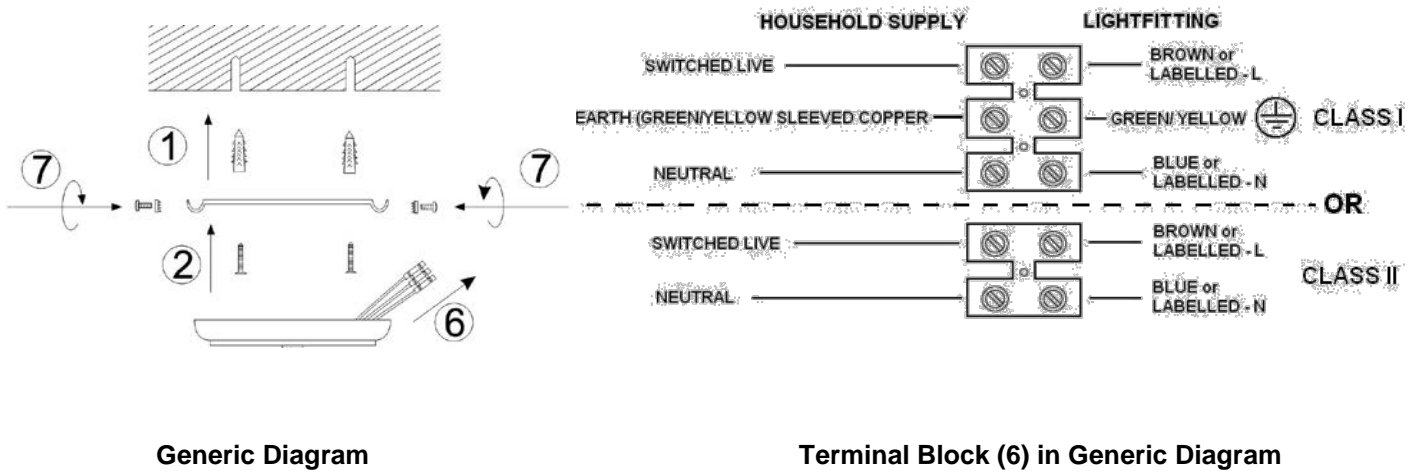 HOUSEHOLD SUPPLY
LIGHTFITTING
SWITCHED LIVE
BROWN or
LABELLED - L
EARTH (GREEN/YELLOW SLEEVED COPPER
GREEN/ YELLOW
CLASS I
NEUTRAL
BLUE or
LABELLED - N
OR
SWITCHED LIVE
BROWN or
LABELLED - L
CLASS II
NEUTRAL
BLUE or
LABELLED - N
1
7
7
2
6
Generic Diagram
Terminal Block (6) in Generic Diagram